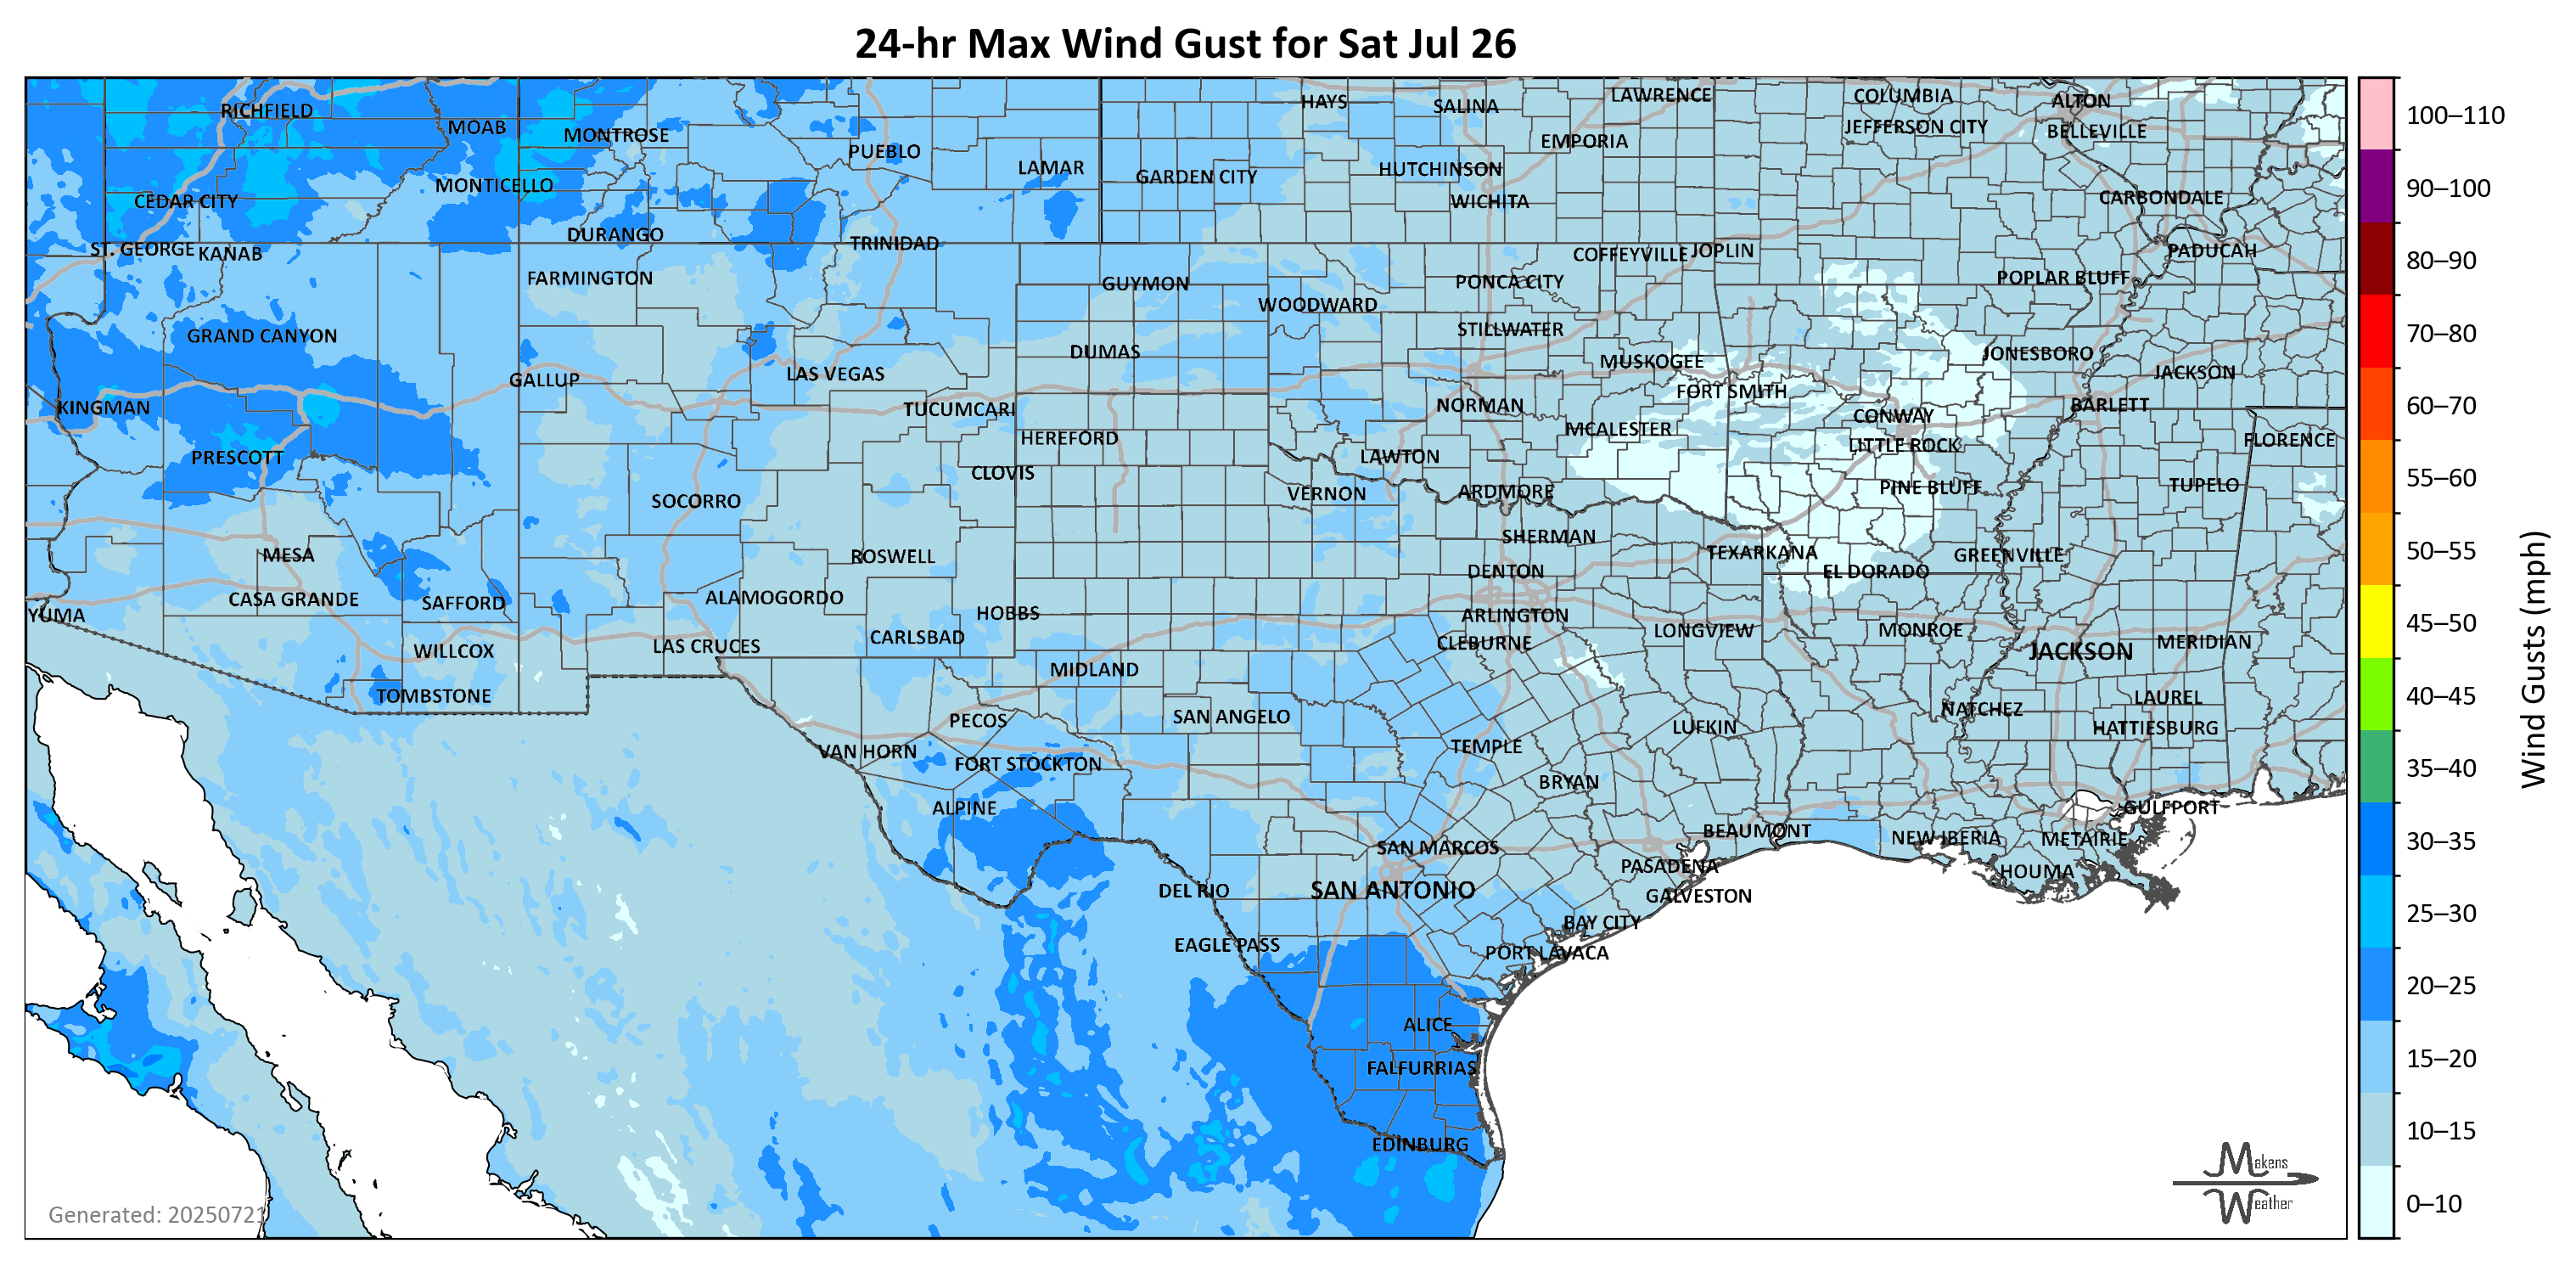 24-hr Max Wind Gust for Sat Jul 26
RICHFIELD
MOAB
MONTROSE
PUEBLO
LAMAR
GARDEN CITY
HAYS
SALINA
LAWRENCE
COLUMBIA
ALTON
EMPORIA
JEFFERSON CITY
BELLEVILLE
HUTCHINSON
MONTICELLO
CEDAR CITY
WICHITA
CARBONDALE
DURANGO
TRINIDAD
ST. GEORGE
KANAB
COFFEYVILLE
JOPLIN
PADUCAH
FARMINGTON
GUYMON
PONCA CITY
POPLAR BLUFF
WOODWARD
GRAND CANYON
STILLWATER
DUMAS
MUSKOGEE
JONESBORO
GALLUP
LAS VEGAS
JACKSON
FORT SMITH
KINGMAN
TUCUMCARI
NORMAN
BARLETT
CONWAY
HEREFORD
MCALESTER
LITTLE ROCK
FLORENCE
PRESCOTT
CLOVIS
LAWTON
SOCORRO
VERNON
ARDMORE
PINE BLUFF
TUPELO
SHERMAN
MESA
ROSWELL
TEXARKANA
GREENVILLE
DENTON
EL DORADO
CASA GRANDE
SAFFORD
ALAMOGORDO
HOBBS
YUMA
ARLINGTON
CARLSBAD
LONGVIEW
MONROE
WILLCOX
LAS CRUCES
CLEBURNE
JACKSON
MERIDIAN
MIDLAND
TOMBSTONE
LAUREL
PECOS
SAN ANGELO
NATCHEZ
LUFKIN
HATTIESBURG
VAN HORN
TEMPLE
FORT STOCKTON
BRYAN
ALPINE
GULFPORT
BEAUMONT
NEW IBERIA
METAIRIE
SAN MARCOS
PASADENA
HOUMA
DEL RIO
SAN ANTONIO
GALVESTON
BAY CITY
EAGLE PASS
PORT LAVACA
ALICE
FALFURRIAS
EDINBURG
Generated: 20250721
Makens
Weather
100–110
90–100
80–90
70–80
60–70
55–60
50–55
45–50
40–45
35–40
30–35
25–30
20–25
15–20
10–15
0–10
Wind Gusts (mph)